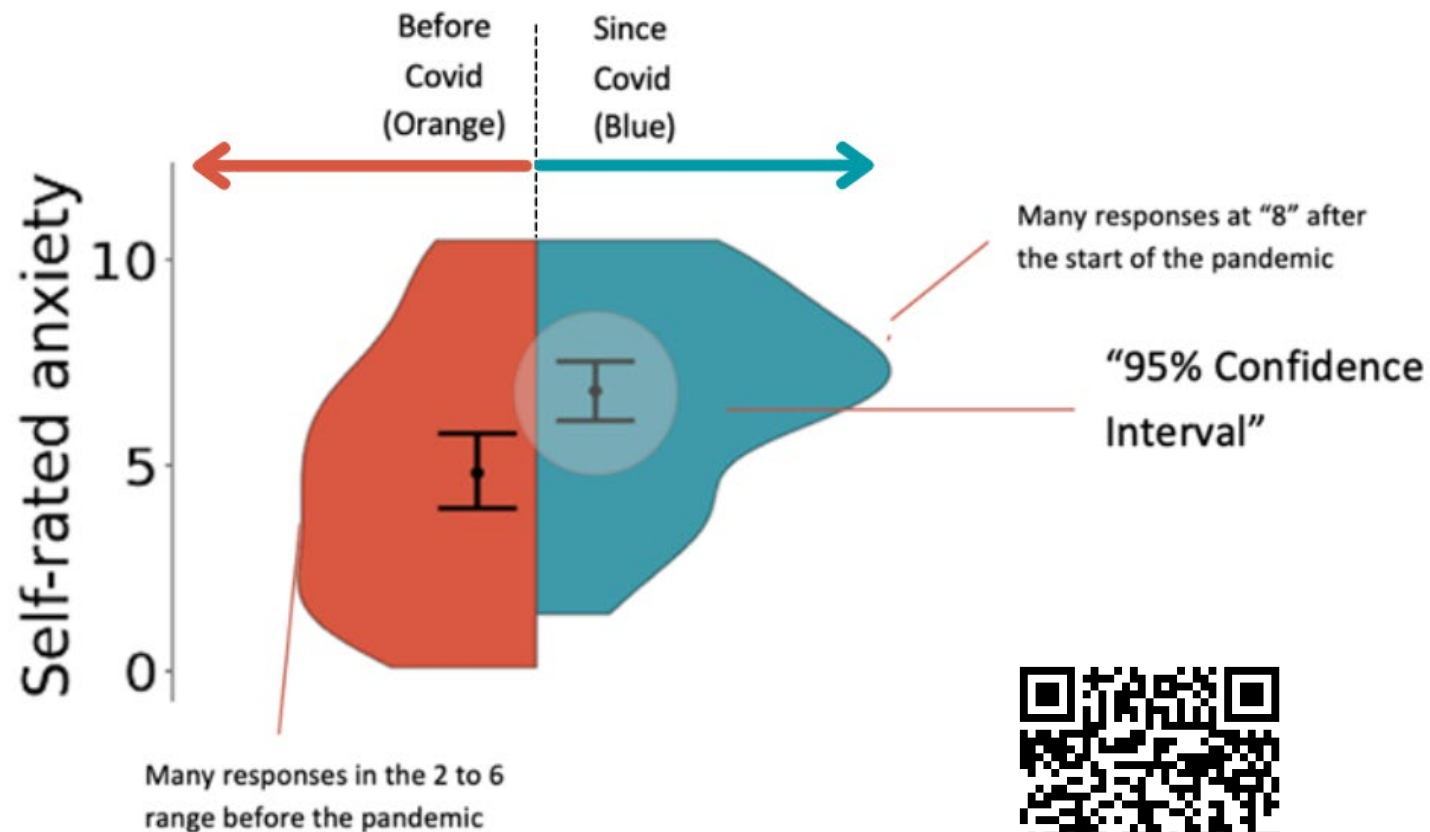 Before
Covid
(Orange)
Since
Covid
(Blue)
Self-rated anxiety
10
5
0
Many responses at “8” after
the start of the pandemic
“95% Confidence
Interval”
Many responses in the 2 to 6
range before the pandemic